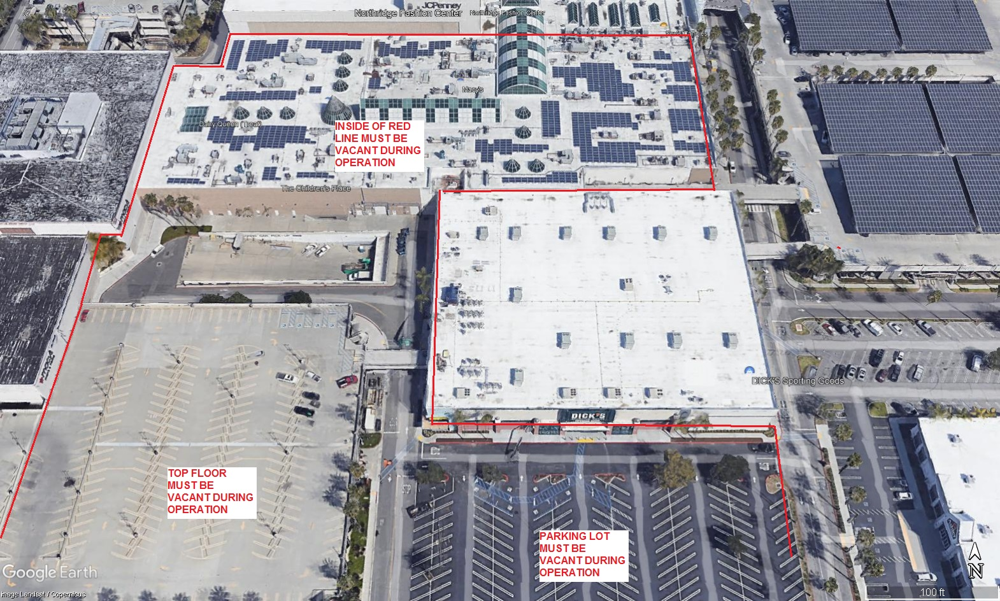 JCPenney
Northridge Fashion Center
Northridge Fashion Center
Macy's
Dairy Queen (Treat)
INSIDE OF RED
LINE MUST BE
VACANT DURING
OPERATION
The Children's Place
DICK'S Sporting Goods
DICK'S
STOP
TOP FLOOR
MUST BE
VACANT DURING
OPERATION
PARKING LOT
MUST BE
VACANT DURING
OPERATION
N
Google Earth
100 ft
Image Landsat / Copernicus